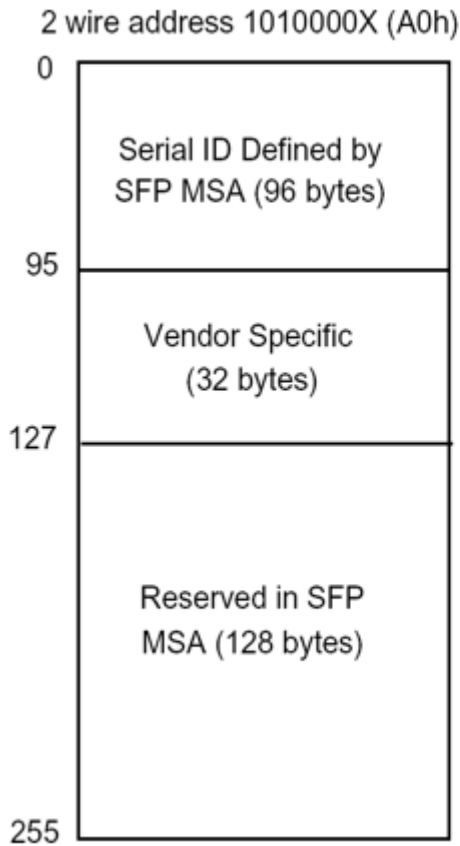 2 wire address 1010000X (A0h)
0
Serial ID Defined by
SFP MSA (96 bytes)
95
Vendor Specific
(32 bytes)
127
Reserved in SFP
MSA (128 bytes)
255